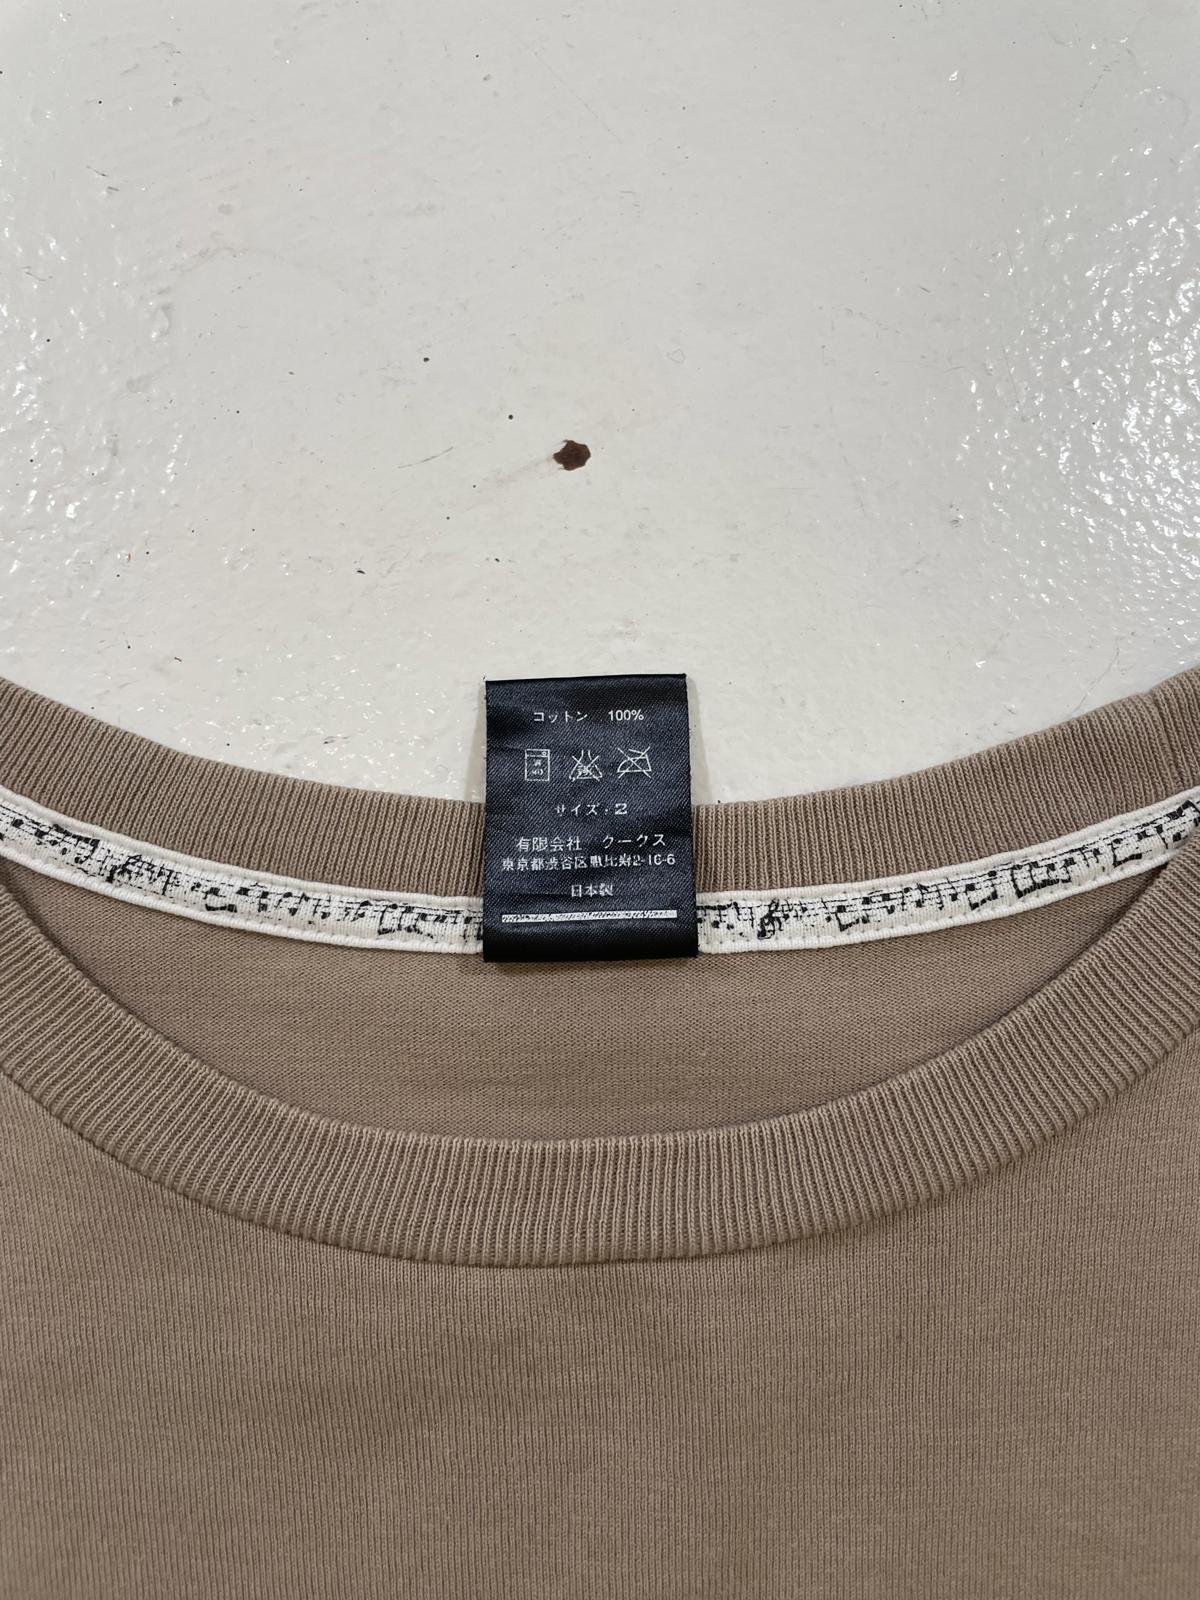 コットン 100%
サイズ・2
有限会社 クークス
東京都渋谷区恵比寿2-16-6
日本製